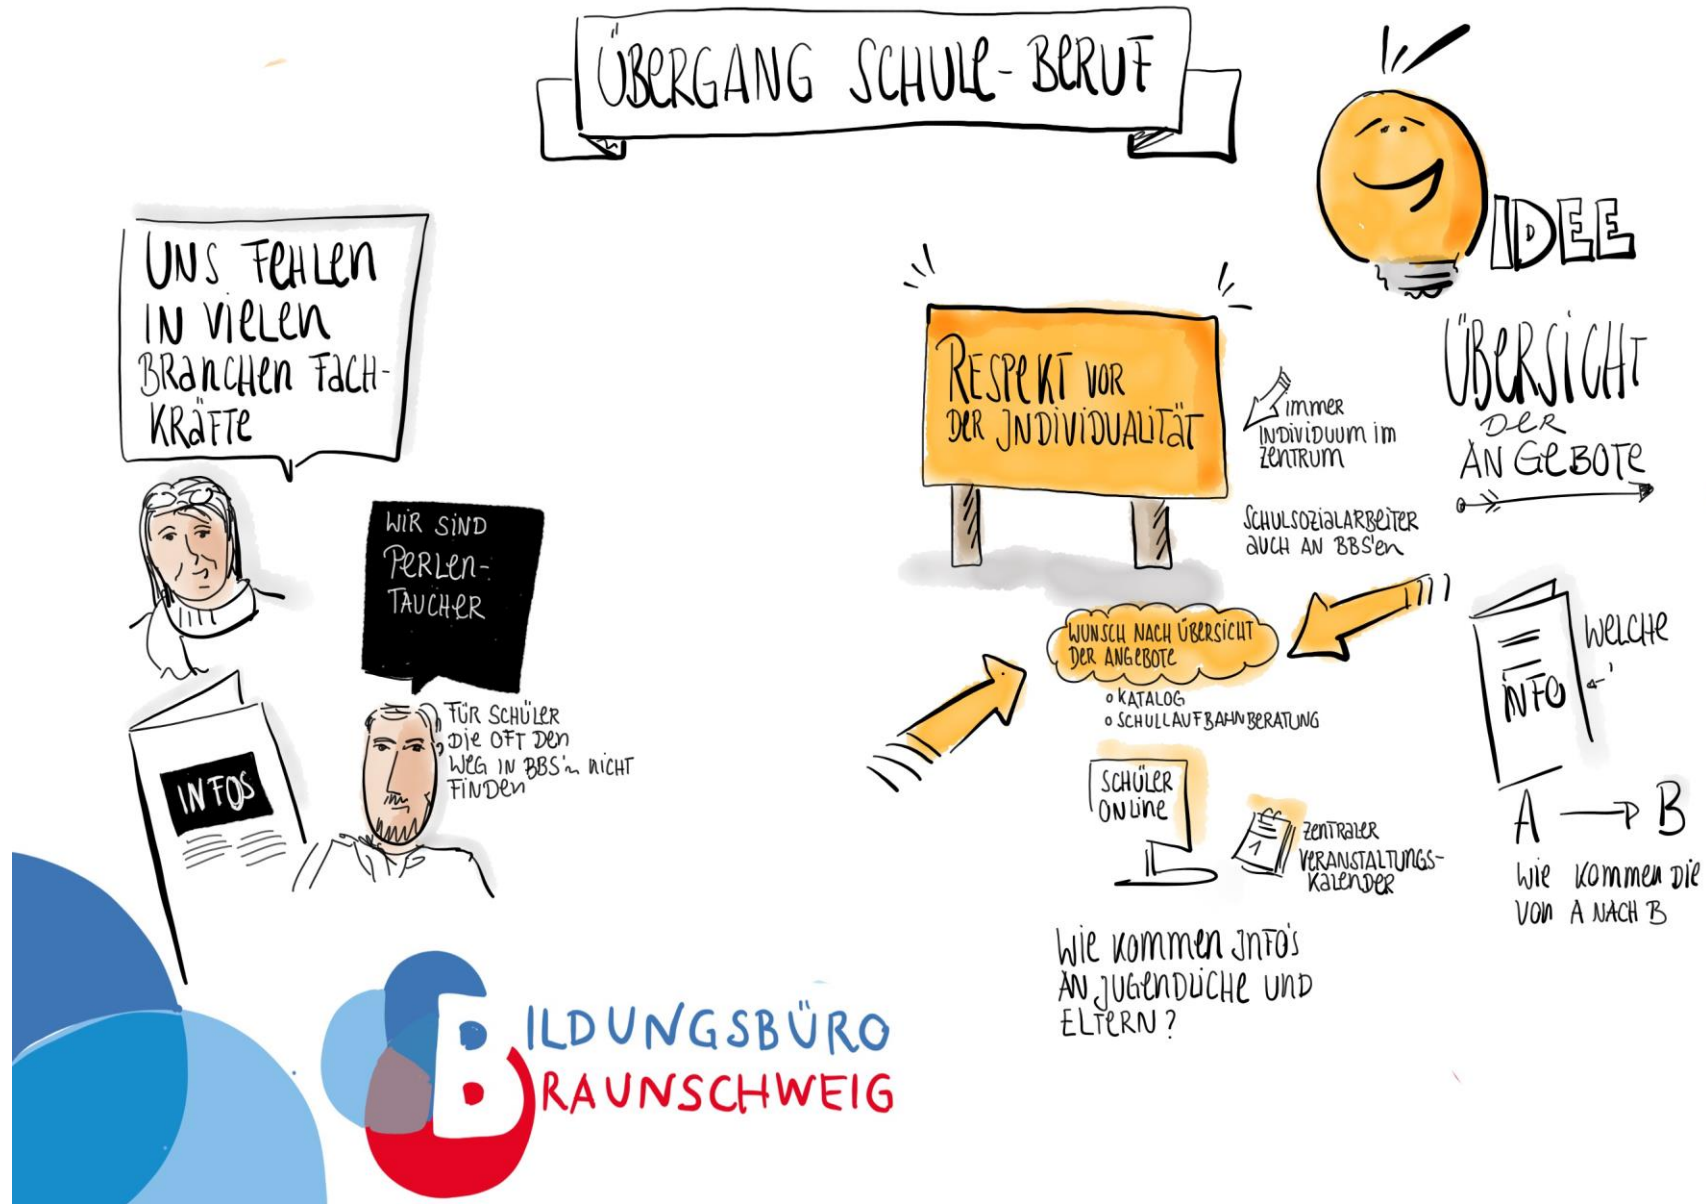 ÜBERGANG SCHULE - BERUF
UNS FEHLEN
IN VIELEN
BRANCHEN FACH-
KRÄFTE
WIR SIND
PERLEN-
TAUCHER
FÜR SCHÜLER
DIE OFT DEN
WEG IN BBS'n NICHT
FINDEN
INFOS
RESPEKT VOR
DER INDIVIDUALITÄT
IMMER
INDIVIDUUM IM
ZENTRUM
SCHULSOZIALARBEITER
AUCH AN BBS'en
WUNSCH NACH ÜBERSICHT
DER ANGEBOTE
o KATALOG
o SCHULLAUFBAHNBERATUNG
SCHÜLER
ONLINE
1
ZENTRALER
VERANSTALTUNGS-
KALENDER
WIE KOMMEN INFO'S
AN JUGENDLICHE UND
ELTERN?
IDEE
ÜBERSICHT
DER
ANGEBOTE
WELCHE
INFO
A → B
WIE KOMMEN DIE
VON A NACH B
BILDUNGSBÜRO
BRAUNSCHWEIG